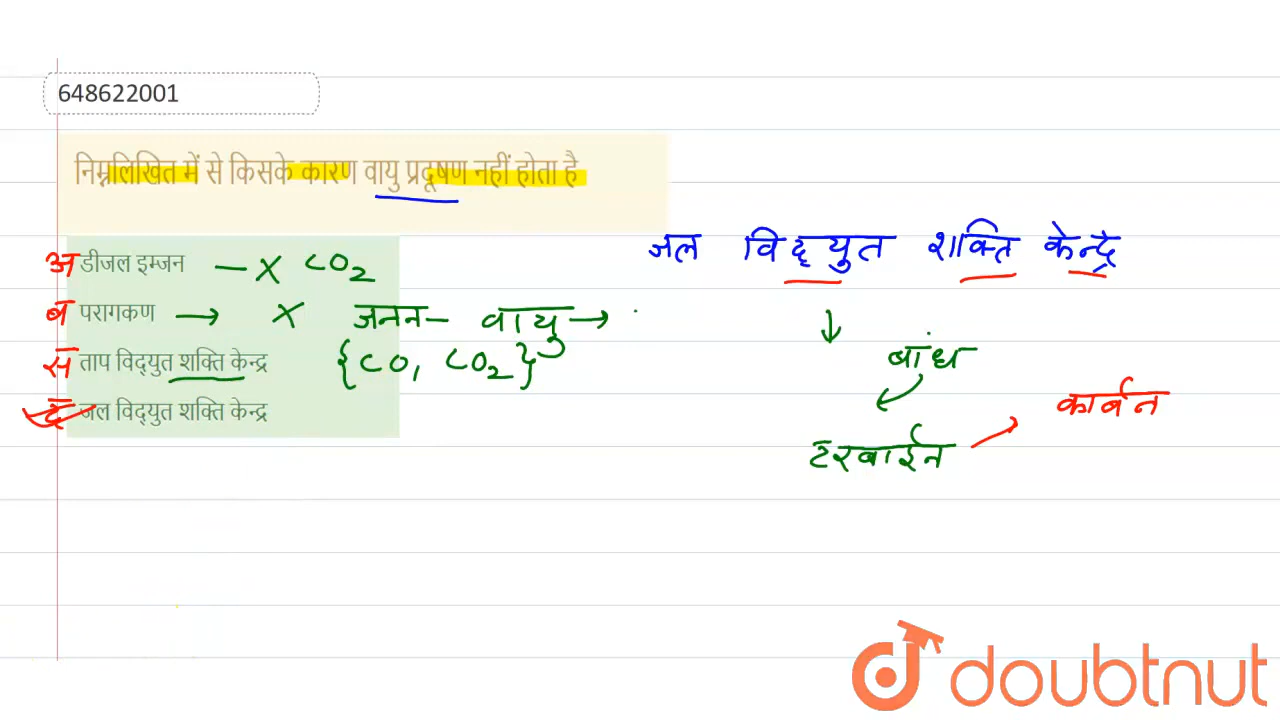 648622001
निम्नलिखित में से किसके कारण वायु प्रदूषण नहीं होता है
अ डीजल इम्जन — X CO2
ब परागकण → X जनन – वायु →
स ताप विद्युत शक्ति केन्द्र {CO, CO2}
द जल विद्युत शक्ति केन्द्र
जल विद्युत शक्ति केन्द्रे
↓
बांध
टरबाईन → कार्बन
doubtnut